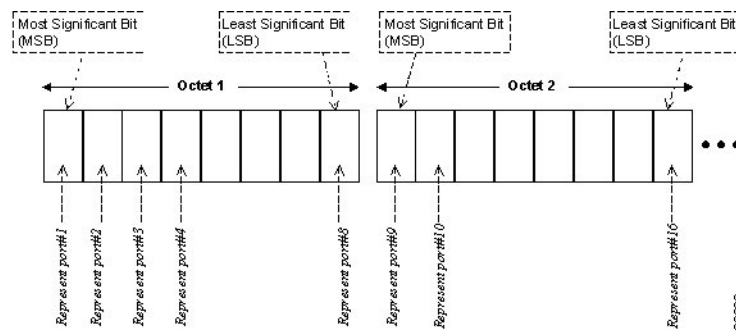 Most Significant Bit
(MSB)
Least Significant Bit
(LSB)
Most Significant Bit
(MSB)
Least Significant Bit
(LSB)
Octet 1
Octet 2
Represent port#1
Represent port#2
Represent port#3
Represent port#4
Represent port#8
Represent port#9
Represent port#10
Represent port#16